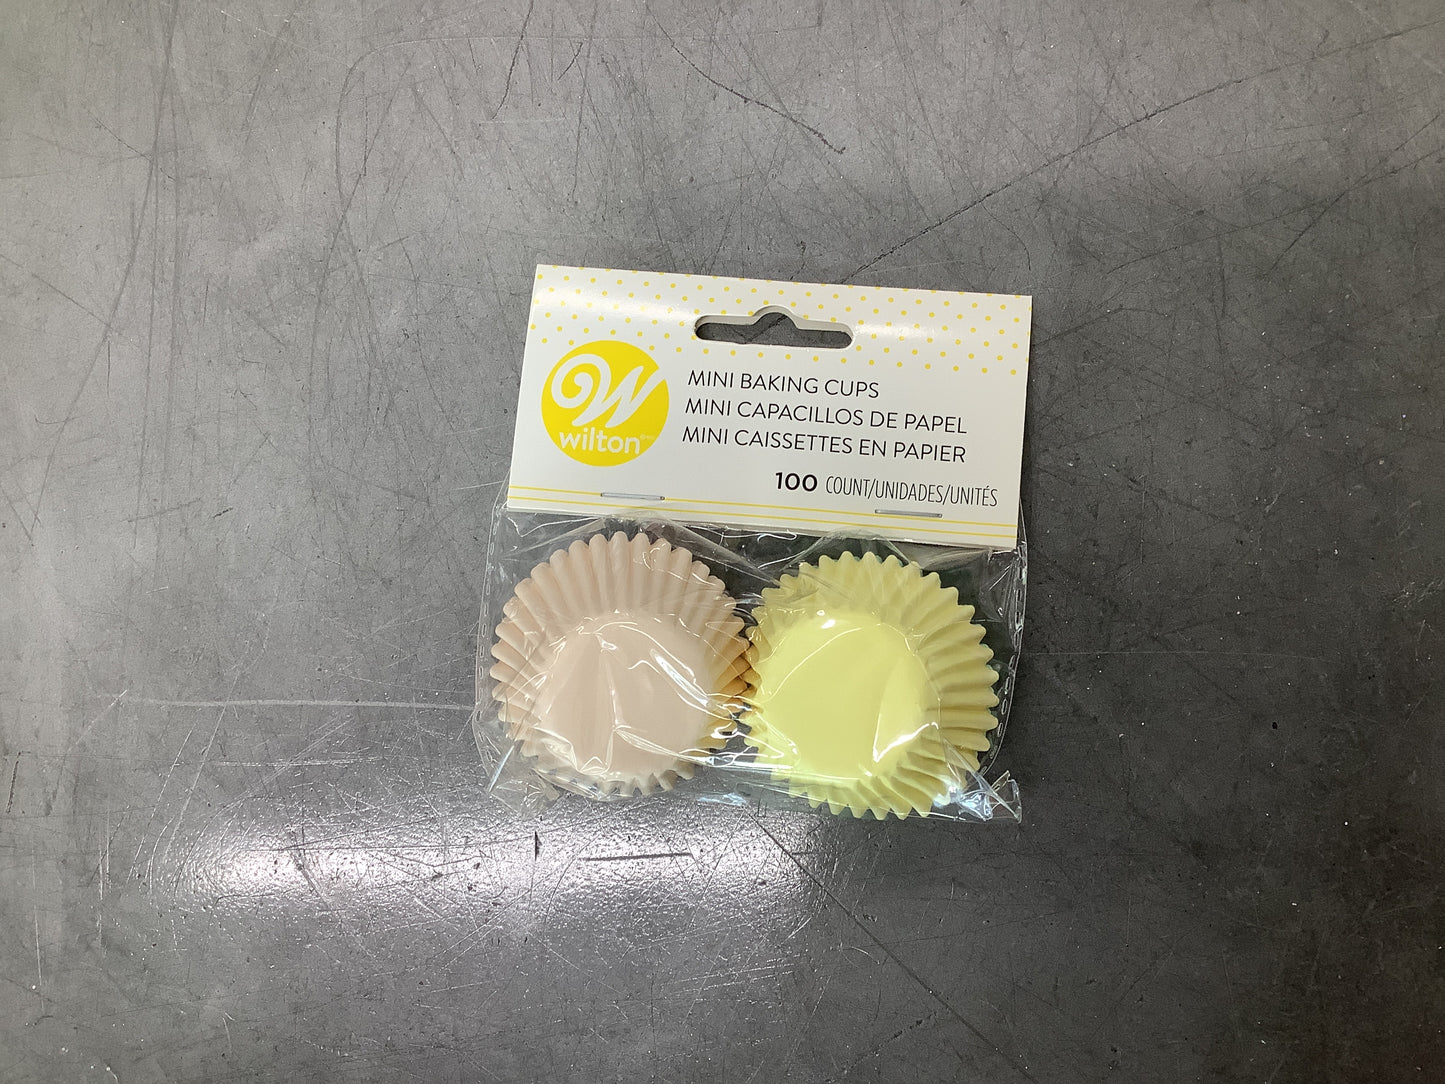 W
wilton
MINI BAKING CUPS
MINI CAPACILLOS DE PAPEL
MINI CAISSETTES EN PAPIER
100 COUNT/UNIDADES/UNITÉS